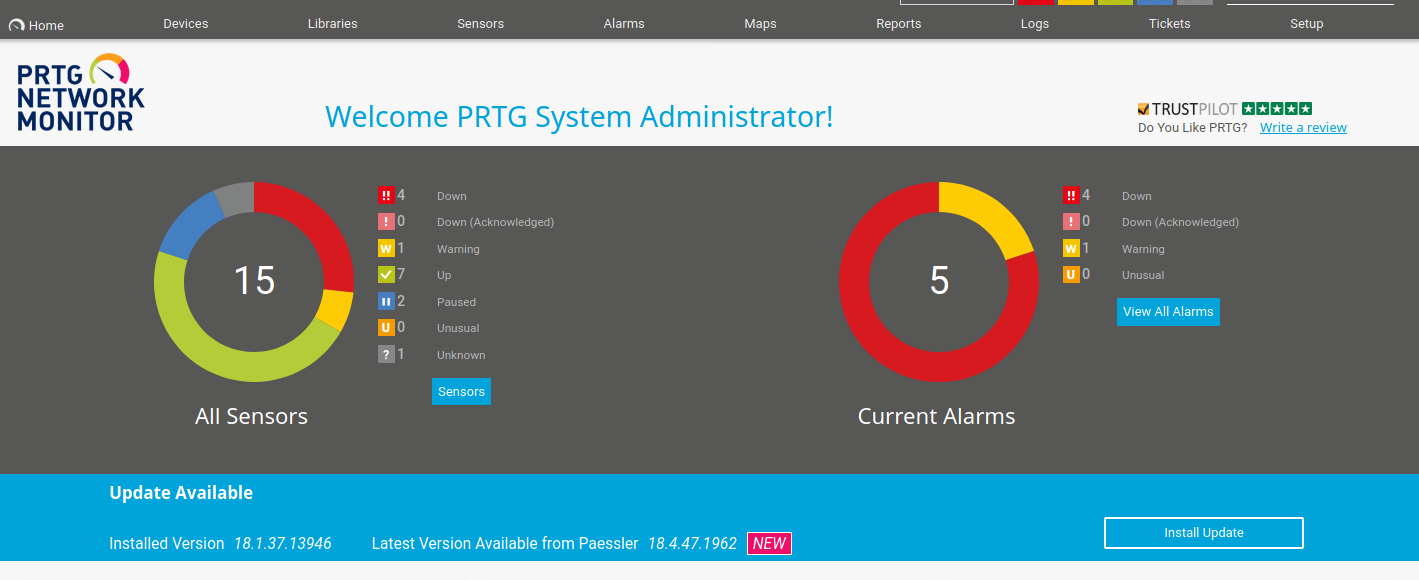 Home Devices Libraries Sensors Alarms Maps Reports Logs Tickets Setup
PRTG
NETWORK
MONITOR
Welcome PRTG System Administrator!
TRUSTPILOT
Do You Like PRTG? Write a review
15
All Sensors
!! 4 Down
! 0 Down (Acknowledged)
W 1 Warning
7 Up
2 Paused
U 0 Unusual
? 1 Unknown
Sensors
5
Current Alarms
!! 4 Down
! 0 Down (Acknowledged)
W 1 Warning
U 0 Unusual
View All Alarms
Update Available
Installed Version 18.1.37.13946 Latest Version Available from Paessler 18.4.47.1962 NEW
Install Update